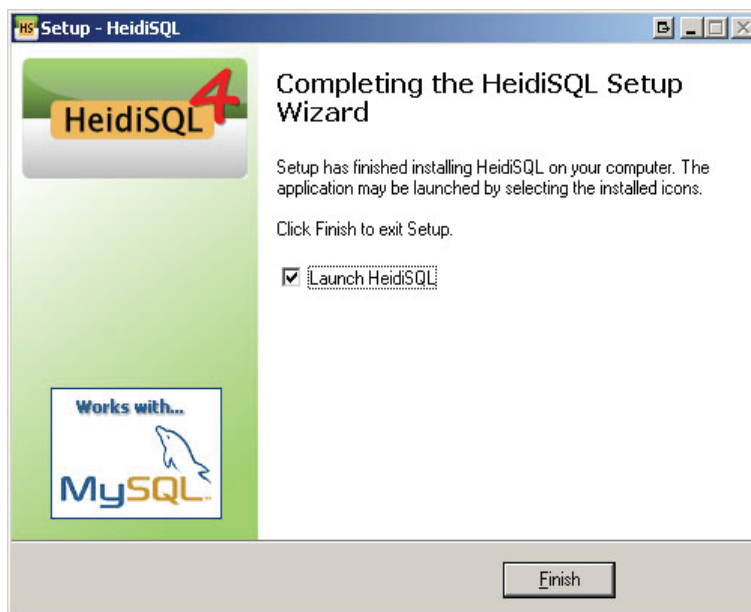 HS Setup - HeidiSQL
HeidiSQL 4
Completing the HeidiSQL Setup
Wizard
Setup has finished installing HeidiSQL on your computer. The
application may be launched by selecting the installed icons.
Click Finish to exit Setup.
Launch HeidiSQL
Works with...
MySQL
Finish